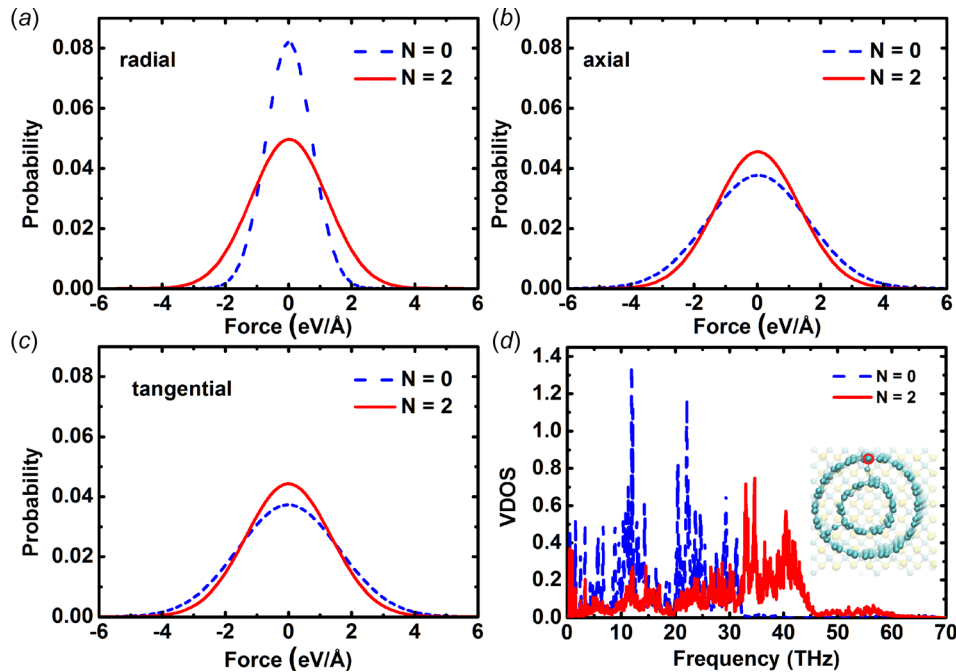 (a)
0.08
0.06
0.04
0.02
0.00
Probability
radial
N = 0
N = 2
-6 -4 -2 0 2 4 6
Force (eV/Å)
(b)
0.08
0.06
0.04
0.02
0.00
Probability
axial
N = 0
N = 2
-6 -4 -2 0 2 4 6
Force (eV/Å)
(c)
0.08
0.06
0.04
0.02
0.00
Probability
tangential
N = 0
N = 2
-6 -4 -2 0 2 4 6
Force (eV/Å)
(d)
1.4
1.2
1.0
0.8
0.6
0.4
0.2
0.0
VDOS
N = 0
N = 2
0 10 20 30 40 50 60 70
Frequency (THz)